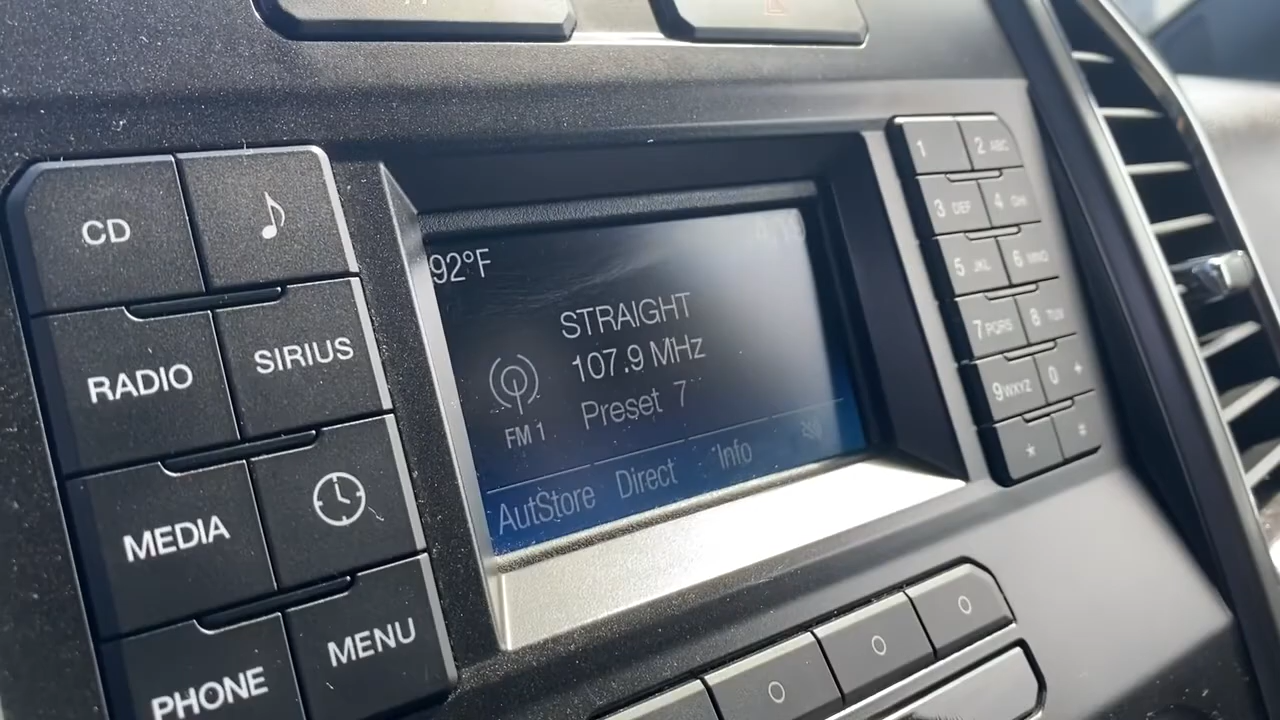 CD
RADIO
SIRIUS
MEDIA
PHONE
MENU
92°F
STRAIGHT
107.9 MHz
Preset 7
FM 1
AutStore Direct Info
1
2 ABC
3 DEF
4 GHI
5 JKL
6 MNO
7 PQRS
8 TUV
9 WXYZ
0 +
*
#